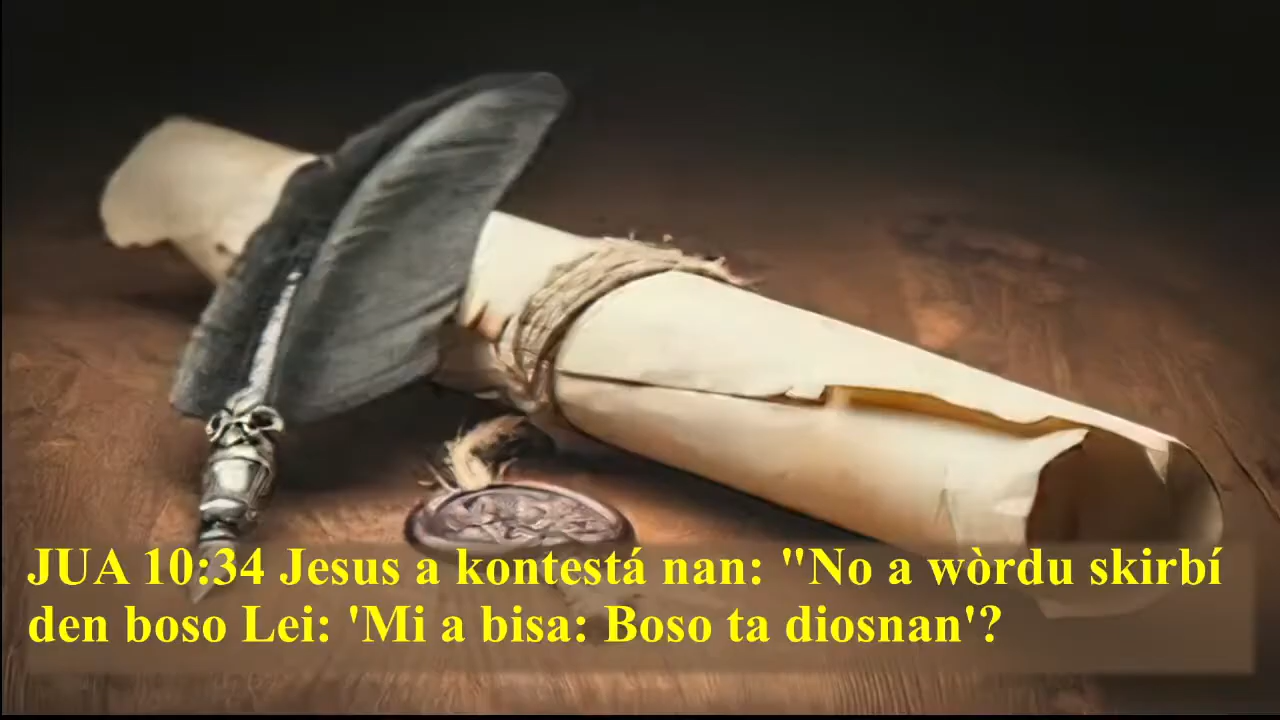 JUA 10:34 Jesus a kontestá nan: "No a wòrdu skirbí
den boso Lei: 'Mi a bisa: Boso ta diosnan'?